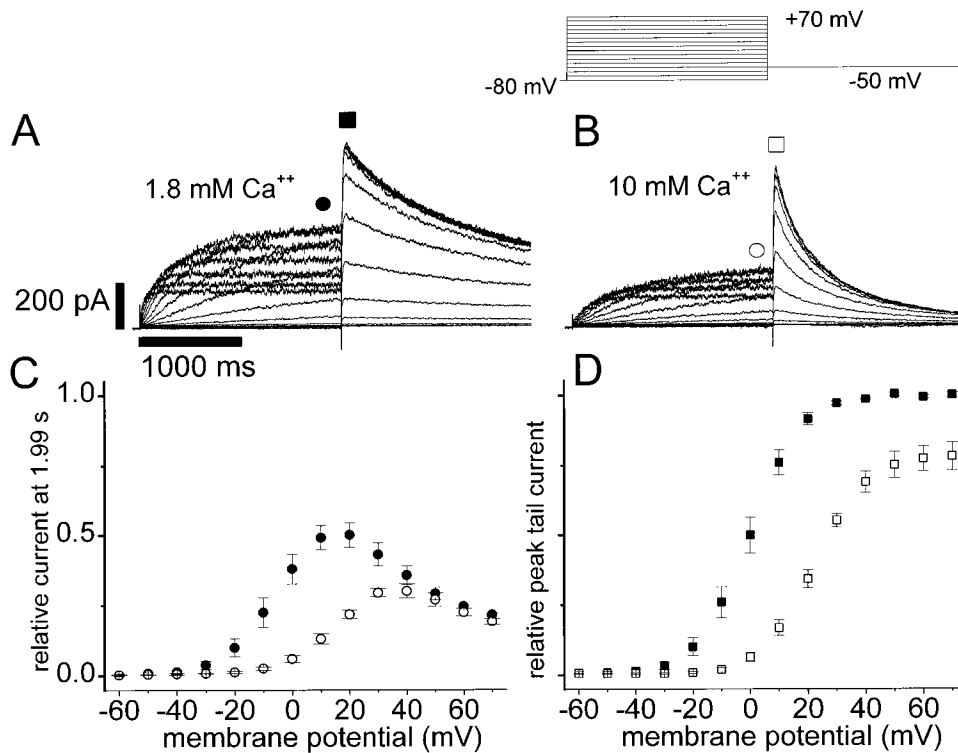 +70 mV
-80 mV
-50 mV
A
B
1.8 mM Ca++
10 mM Ca++
200 pA
1000 ms
C
D
relative current at 1.99 s
1.0
0.5
0.0
-60 -40 -20 0 20 40 60
membrane potential (mV)
relative peak tail current
-60 -40 -20 0 20 40 60
membrane potential (mV)